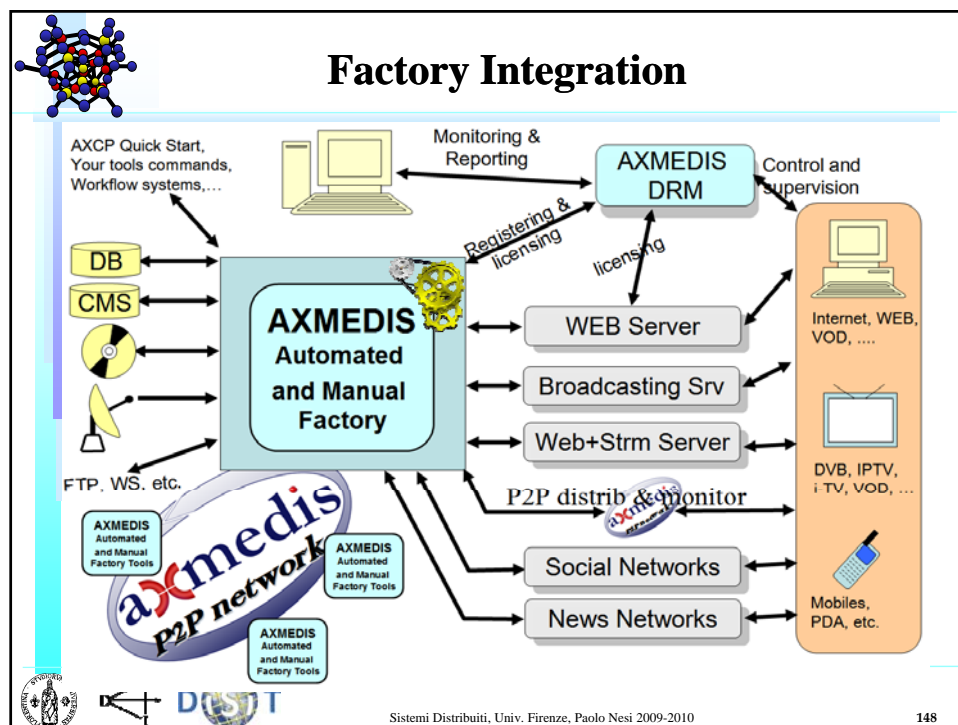 Factory Integration
AXCP Quick Start,
Your tools commands,
Workflow systems,...
Monitoring &
Reporting
AXMEDIS
DRM
Control and
supervision
Registering &
licensing
licensing
DB
CMS
AXMEDIS
Automated
and Manual
Factory
WEB Server
Broadcasting Srv
Web+Strm Server
P2P distrib & monitor
axmedis
Social Networks
News Networks
Internet, WEB,
VOD, ....
DVB, IPTV,
i-TV, VOD, ...
Mobiles,
PDA, etc.
FTP, WS, etc.
AXMEDIS
Automated
and Manual
Factory Tools
axmedis
P2P network
AXMEDIS
Automated
and Manual
Factory Tools
AXMEDIS
Automated
and Manual
Factory Tools
DISIT
Sistemi Distribuiti, Univ. Firenze, Paolo Nesi 2009-2010
148